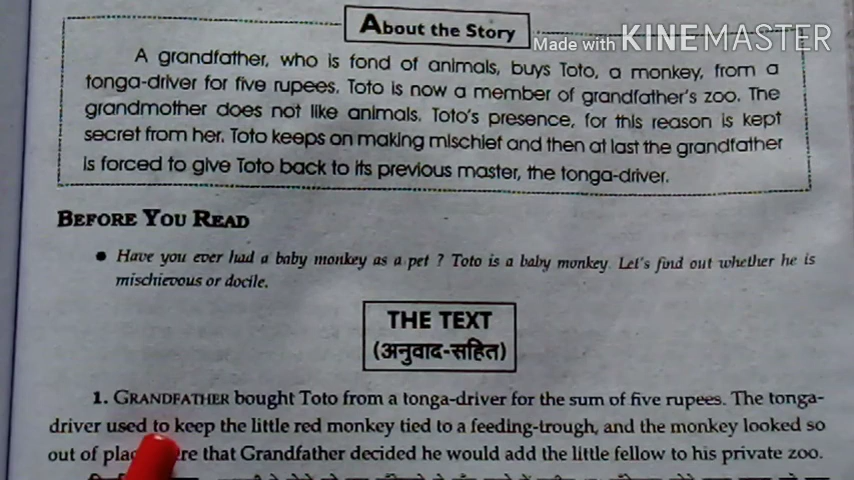 About the Story
Made with KINEMASTER
A grandfather, who is fond of animals, buys Toto, a monkey, from a
tonga-driver for five rupees. Toto is now a member of grandfather's zoo. The
grandmother does not like animals. Toto's presence, for this reason is kept
secret from her. Toto keeps on making mischief and then at last the grandfather
is forced to give Toto back to its previous master, the tonga-driver.
BEFORE YOU READ
● Have you ever had a baby monkey as a pet ? Toto is a baby monkey. Let's find out whether he is
mischievous or docile.
THE TEXT
(अनुवाद-सहित)
1. GRANDFATHER bought Toto from a tonga-driver for the sum of five rupees. The tonga-
driver used to keep the little red monkey tied to a feeding-trough, and the monkey looked so
out of that Grandfather decided he would add the little fellow to his private zoo.